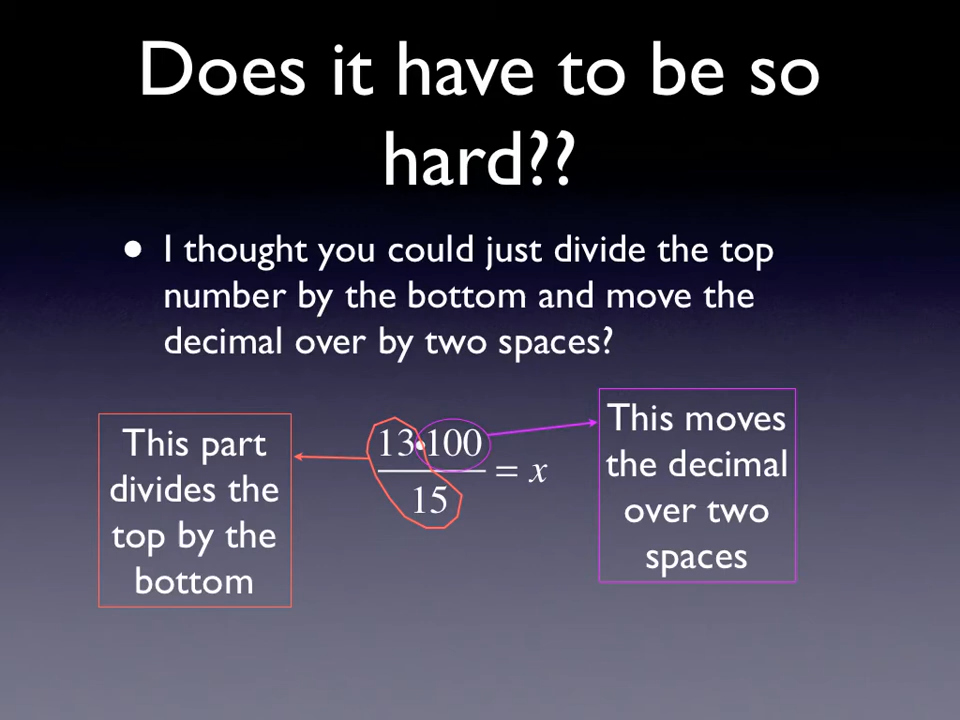 Does it have to be so
hard??
• I thought you could just divide the top
number by the bottom and move the
decimal over by two spaces?
This part
divides the
top by the
bottom
13•100
15
= x
This moves
the decimal
over two
spaces